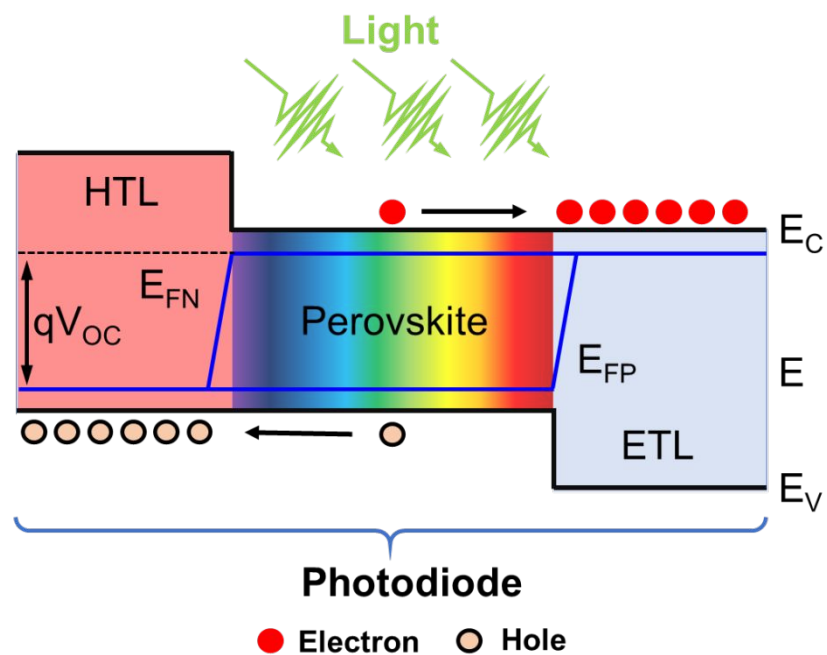 Light
HTL
E_C
E_FN
qV_OC
Perovskite
E_FP
E
ETL
E_V
Photodiode
Electron
Hole